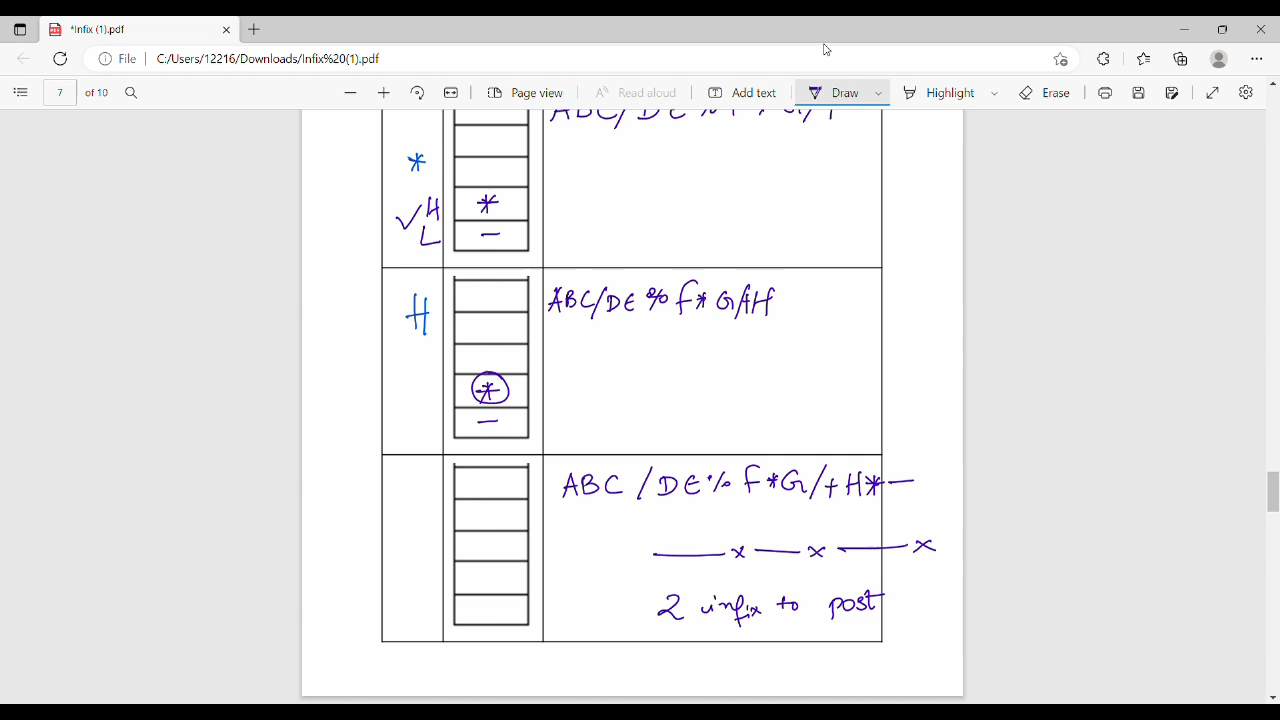 *Infix (1).pdf
File C:/Users/12216/Downloads/Infix%20(1).pdf
7 of 10 Page view Read aloud Add text Draw Highlight Erase
*
✓H
L
*
−
H
ABC/DE%F*G/+H
*
−
ABC/DE%F*G/+H*−
——x——x——x
2 infix to post